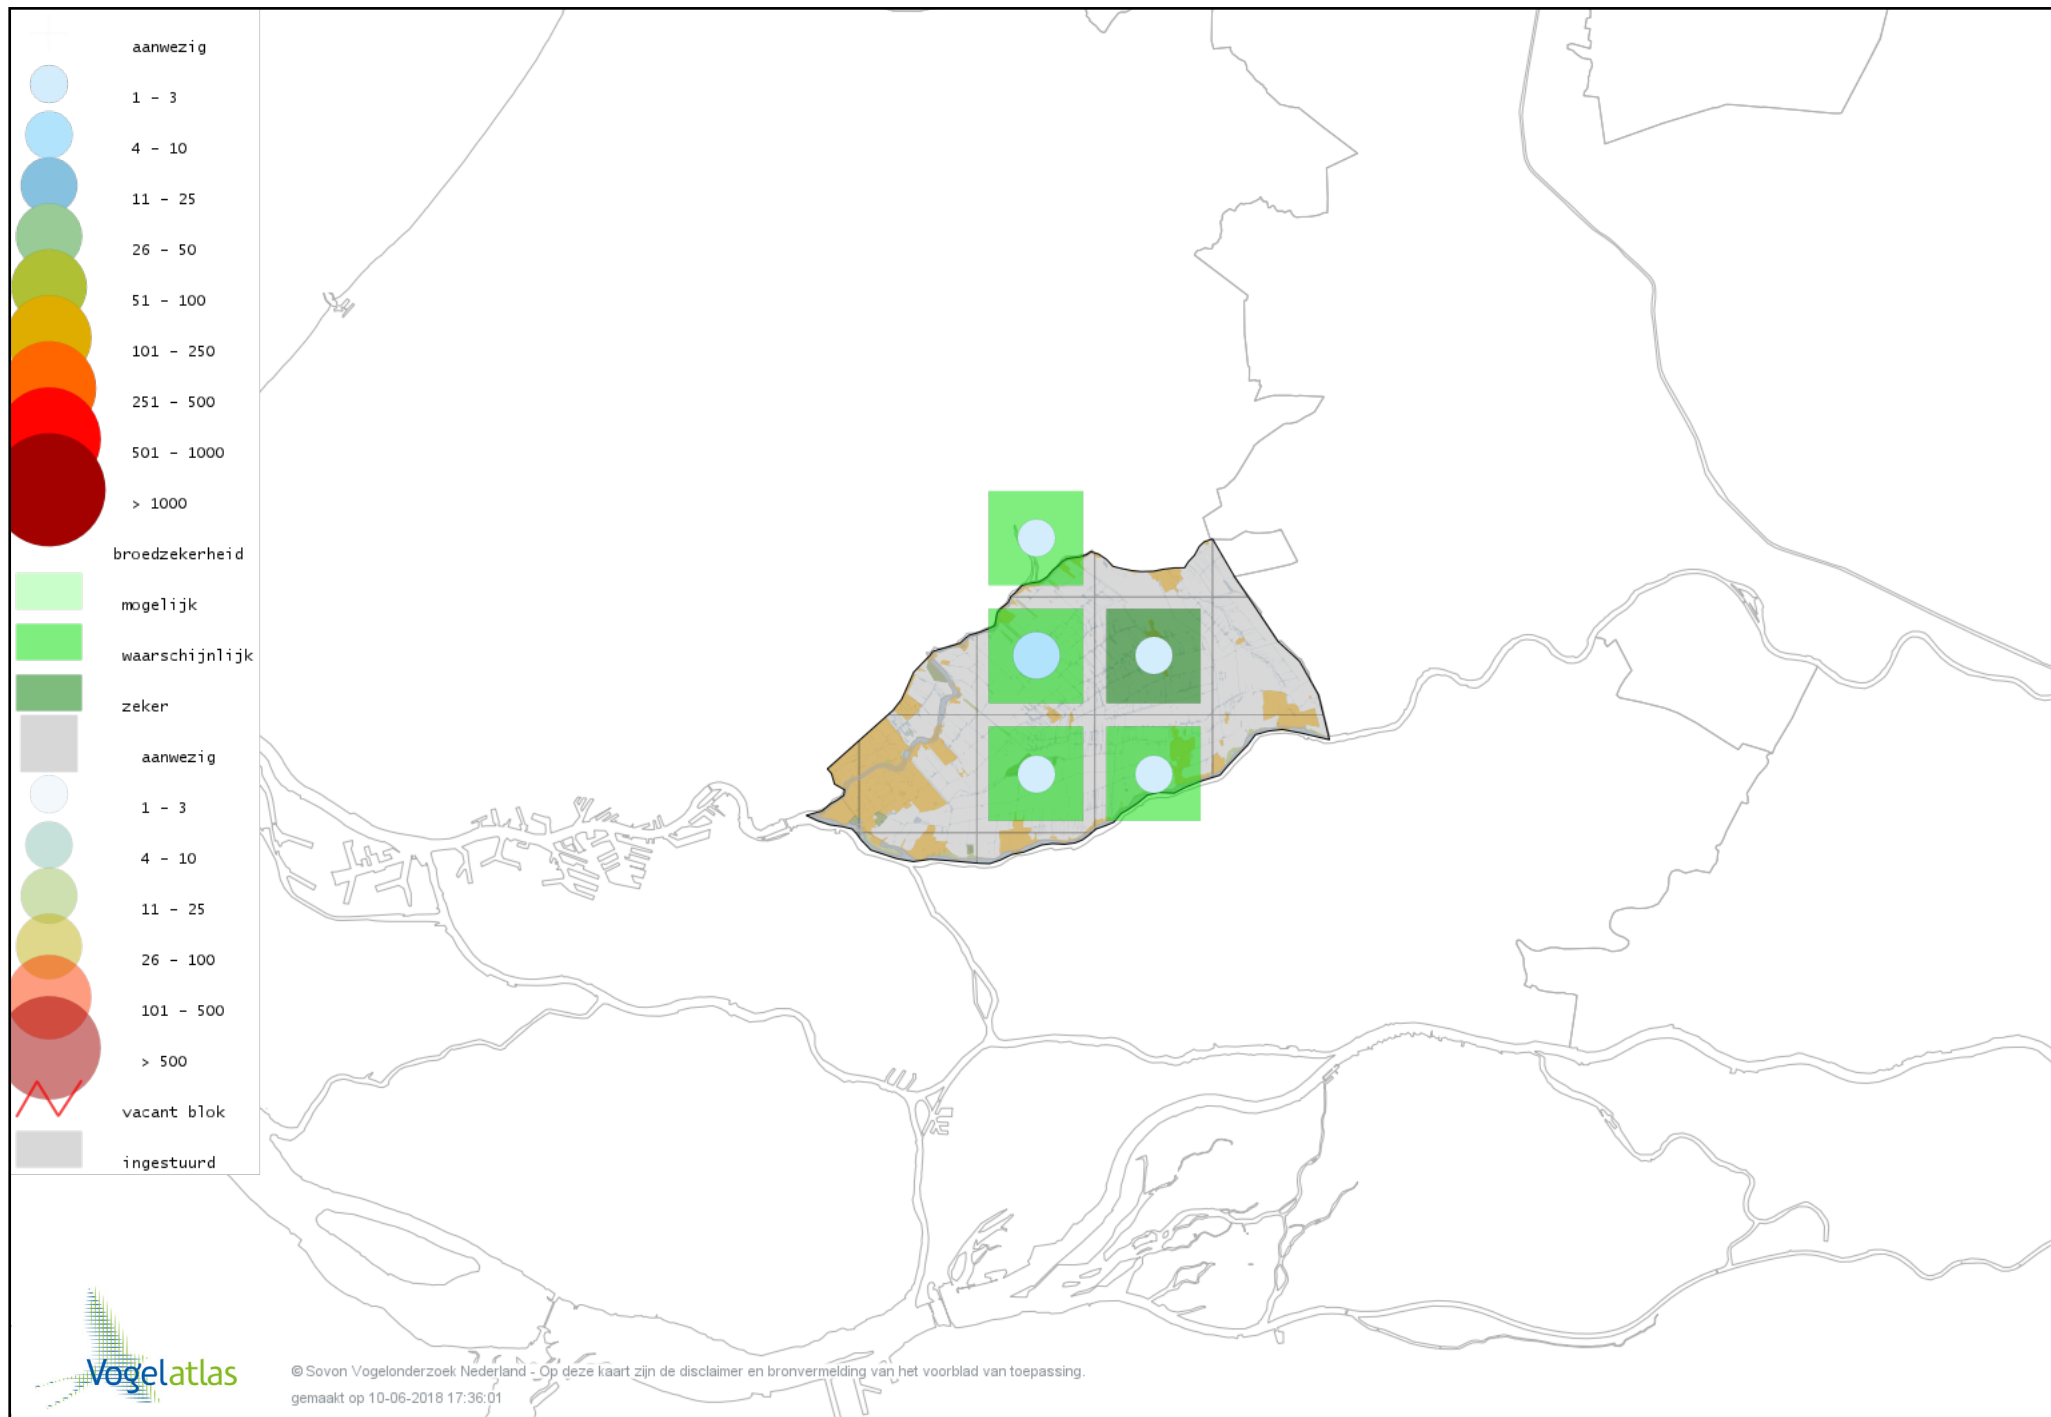 aanwezig
1 - 3
4 - 10
11 - 25
26 - 50
51 - 100
101 - 250
251 - 500
501 - 1000
> 1000
broedzekerheid
mogelijk
waarschijnlijk
zeker
aanwezig
1 - 3
4 - 10
11 - 25
26 - 100
101 - 500
> 500
vacant blok
ingestuurd
Vogelatlas
© Sovon Vogelonderzoek Nederland - Op deze kaart zijn de disclaimer en bronvermelding van het voorblad van toepassing.
gemaakt op 10-06-2018 17:36:01